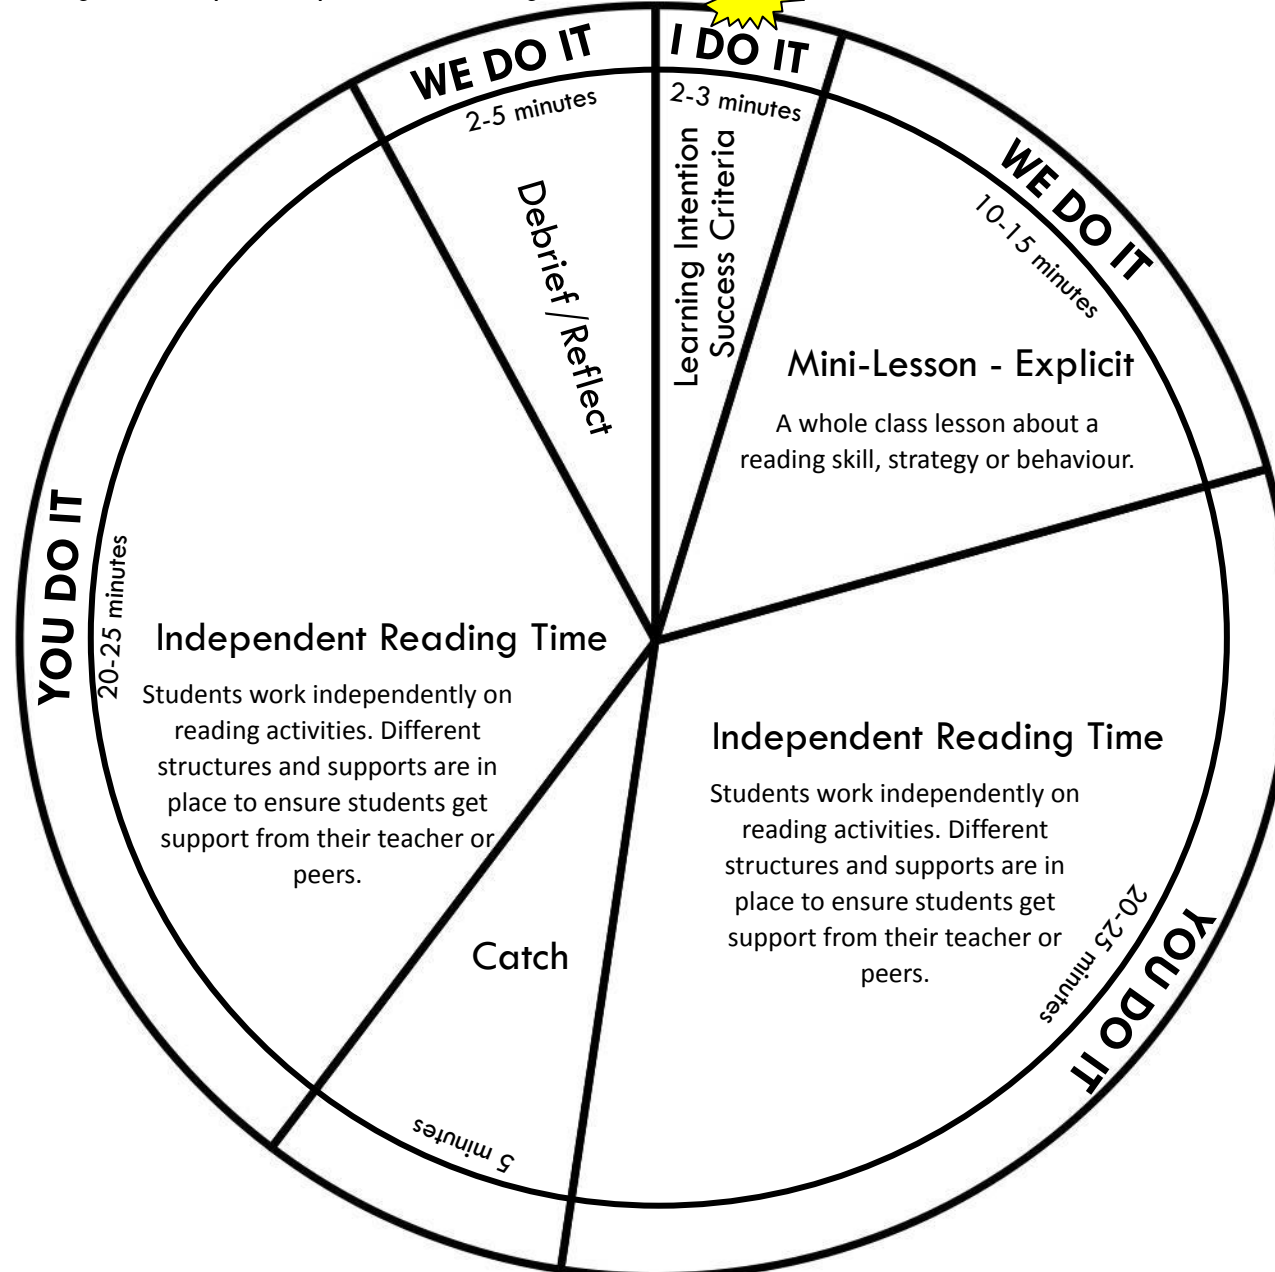 I DO IT
2-3 minutes
Learning Intention
Success Criteria
WE DO IT
10-15 minutes
Mini-Lesson - Explicit
A whole class lesson about a
reading skill, strategy or behaviour.
YOU DO IT
20-25 minutes
Independent Reading Time
Students work independently on
reading activities. Different
structures and supports are in
place to ensure students get
support from their teacher or
peers.
5 minutes
Catch
YOU DO IT
20-25 minutes
Independent Reading Time
Students work independently on
reading activities. Different
structures and supports are in
place to ensure students get
support from their teacher or
peers.
WE DO IT
2-5 minutes
Debrief/Reflect